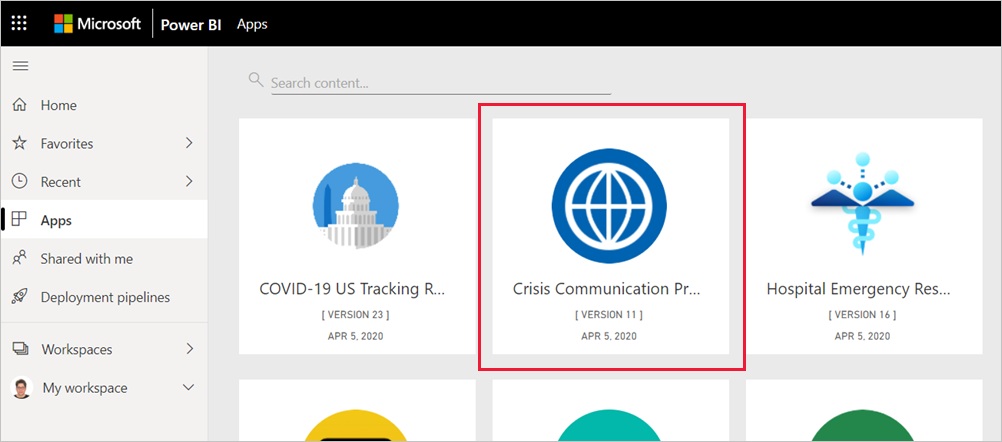 Microsoft Power BI Apps
Search content...
Home
Favorites
Recent
Apps
Shared with me
Deployment pipelines
Workspaces
My workspace
COVID-19 US Tracking R...
[ VERSION 23 ]
APR 5, 2020
Crisis Communication Pr...
[ VERSION 11 ]
APR 5, 2020
Hospital Emergency Res...
[ VERSION 16 ]
APR 5, 2020